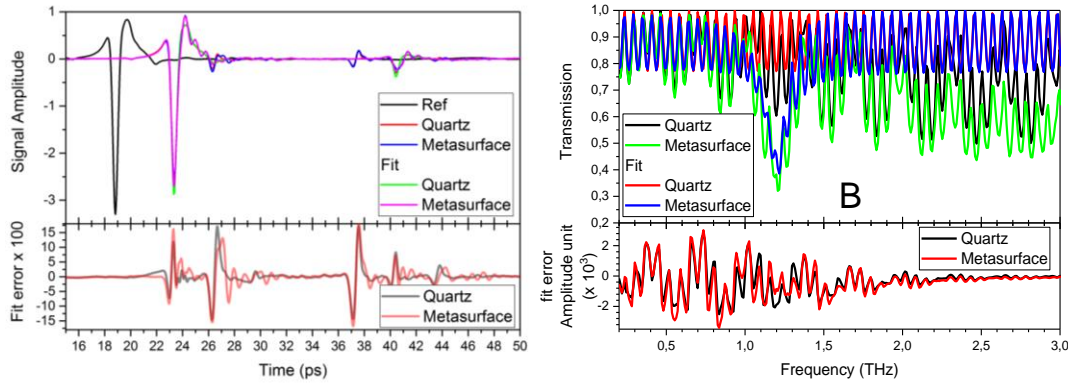 1
0
-1
-2
-3
Signal Amplitude
Ref
Quartz
Metasurface
Fit
Quartz
Metasurface
15
10
5
0
-5
-10
-15
Fit error x 100
Quartz
Metasurface
16 18 20 22 24 26 28 30 32 34 36 38 40 42 44 46 48 50
Time (ps)
1,0
0,9
0,8
0,7
0,6
0,5
0,4
0,3
0,2
Transmission
Quartz
Metasurface
Fit
Quartz
Metasurface
B
2
0
-2
fit error
Amplitude unit
(x 10³)
Quartz
Metasurface
0,5 1,0 1,5 2,0 2,5 3,0
Frequency (THz)